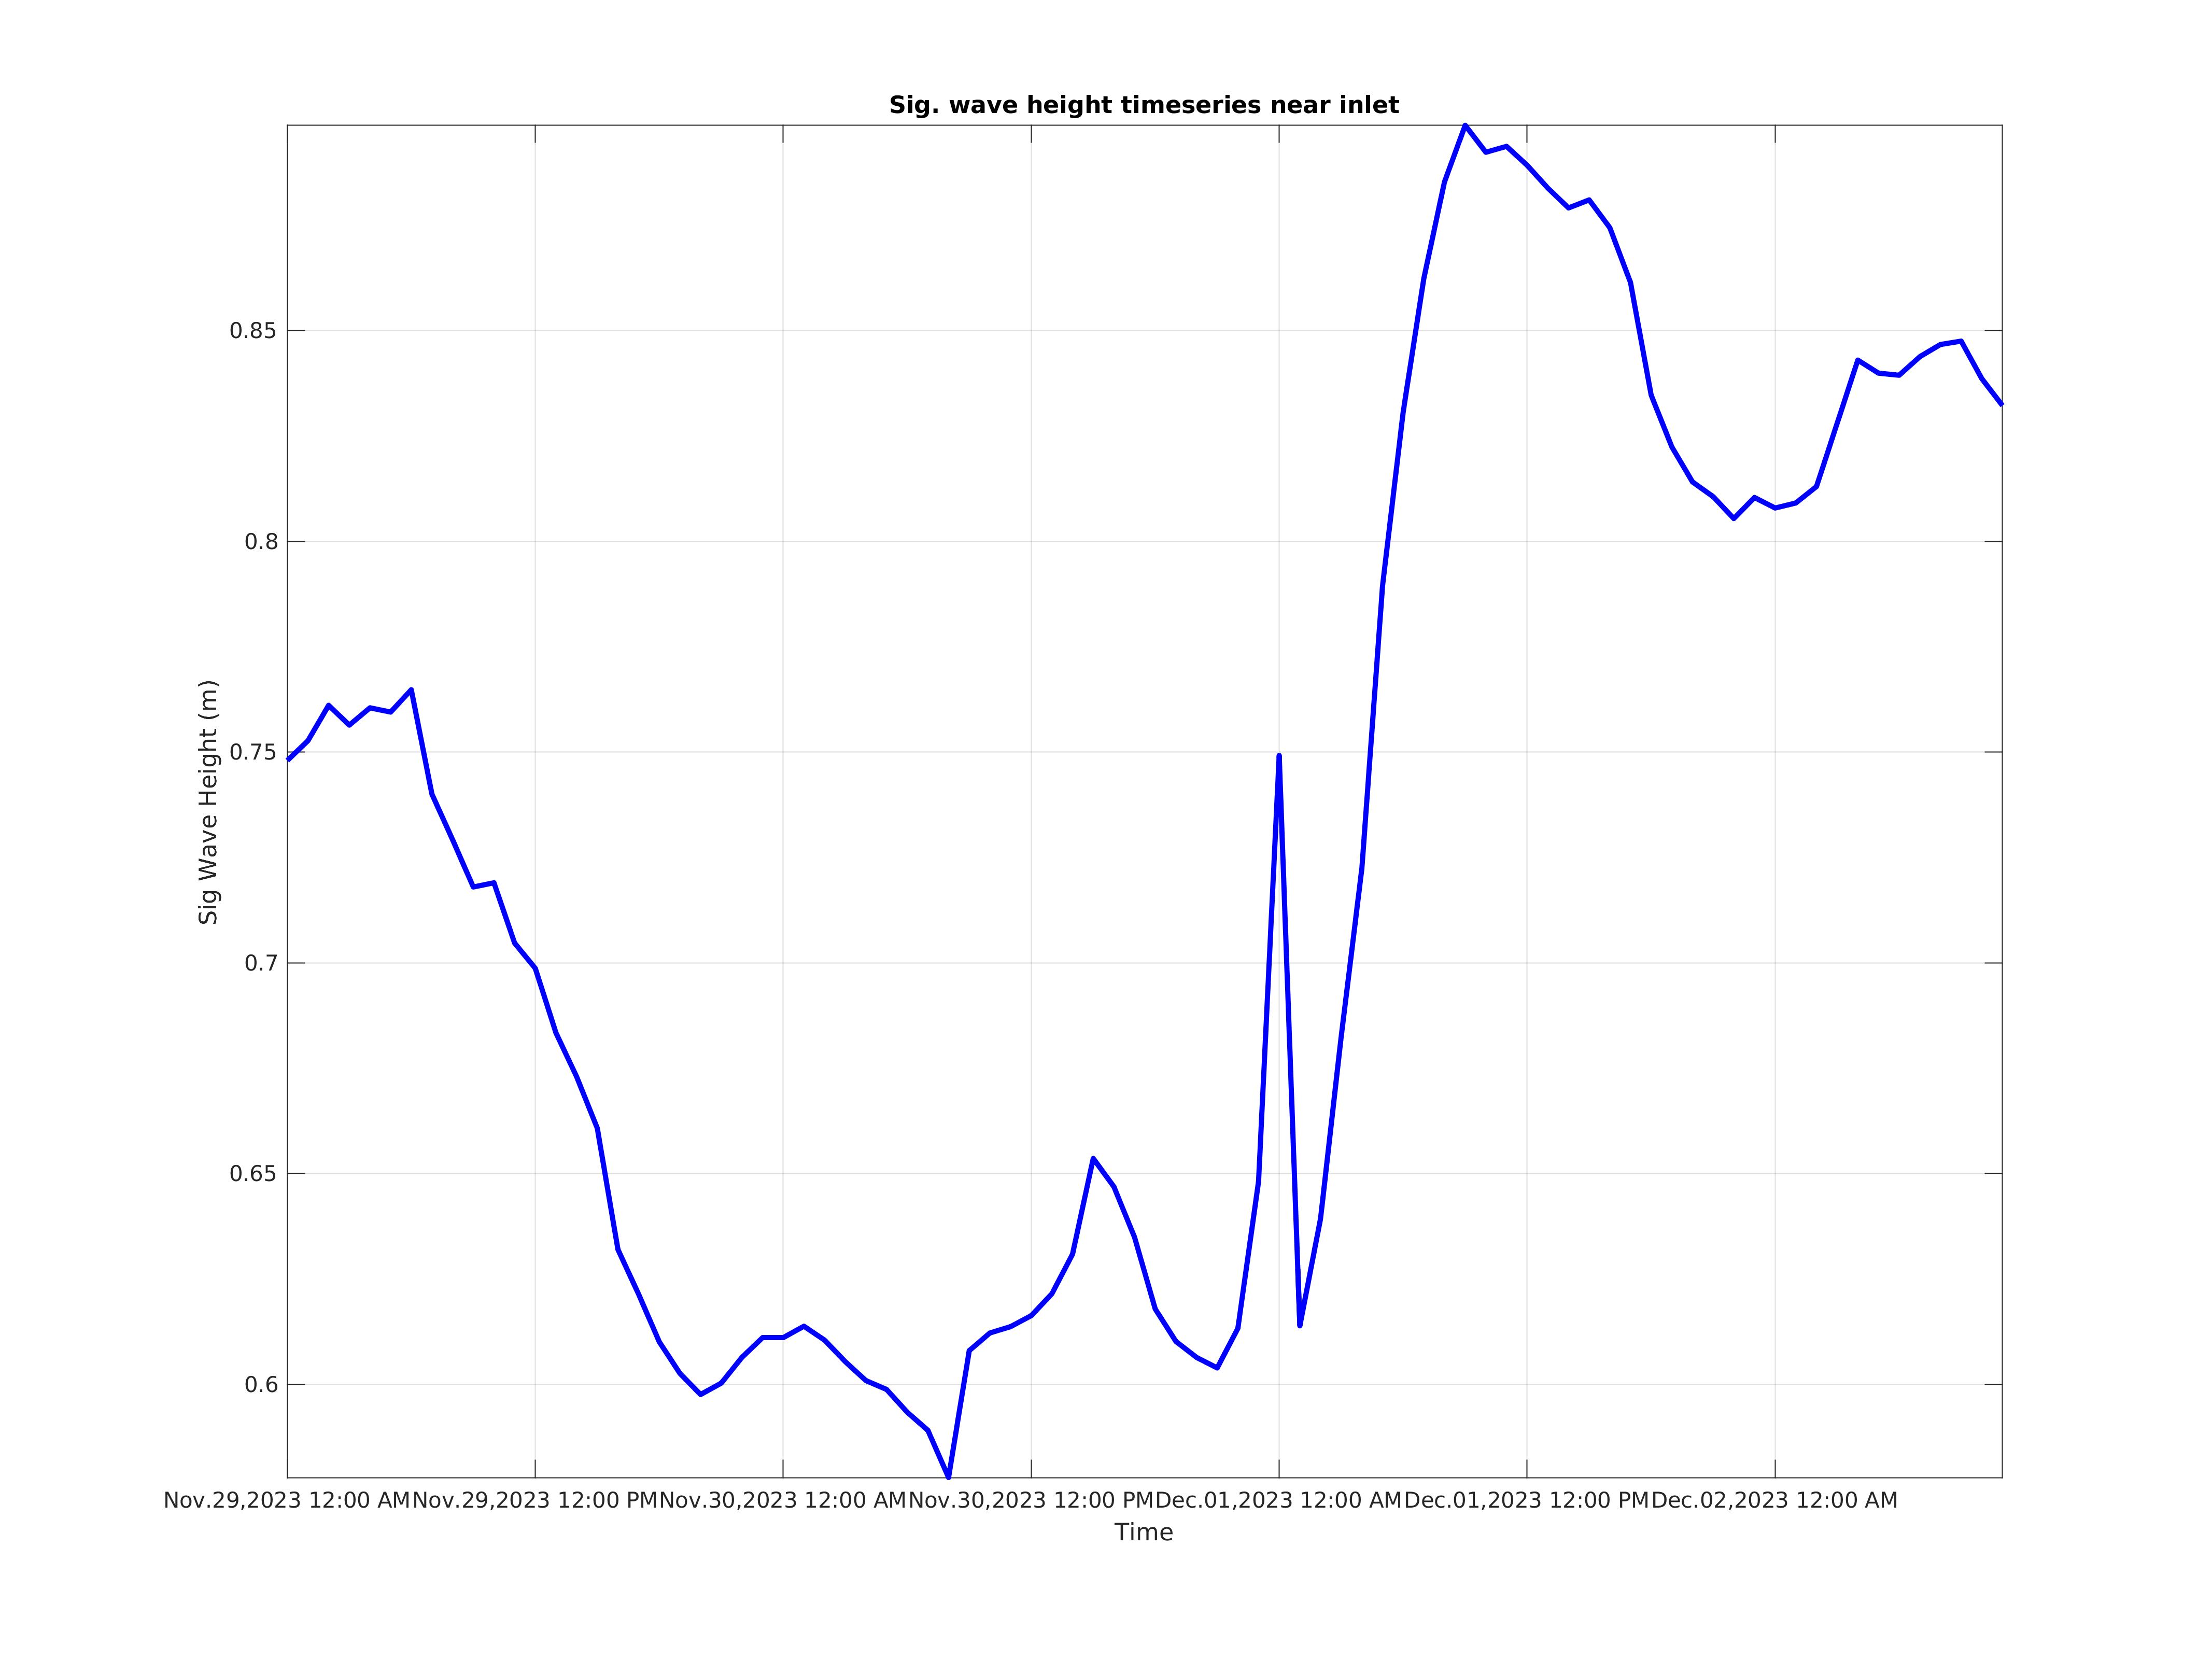 Sig. wave height timeseries near inlet
Sig Wave Height (m)
0.85
0.8
0.75
0.7
0.65
0.6
Nov.29,2023 12:00 AM Nov.29,2023 12:00 PM Nov.30,2023 12:00 AM Nov.30,2023 12:00 PM Dec.01,2023 12:00 AM Dec.01,2023 12:00 PM Dec.02,2023 12:00 AM
Time